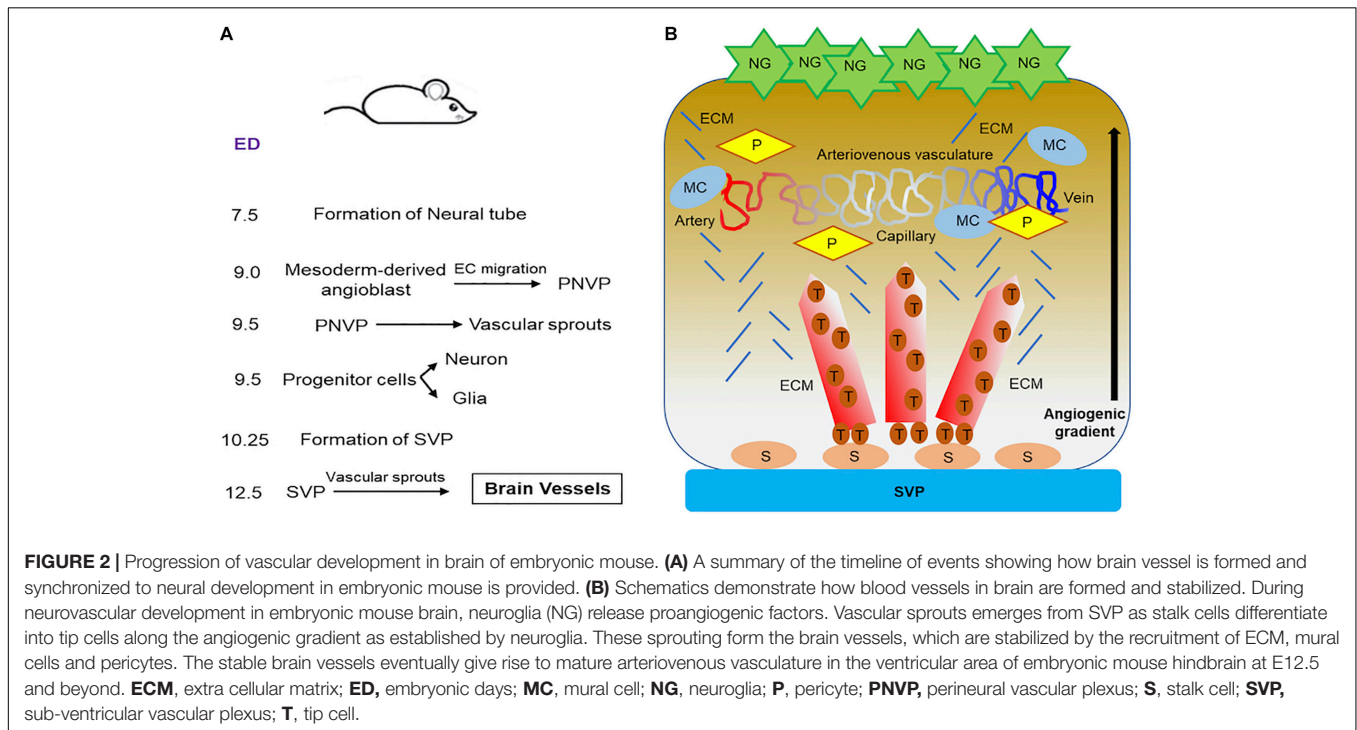 A
ED
7.5 Formation of Neural tube
9.0 Mesoderm-derived angioblast EC migration PNVP
9.5 PNVP Vascular sprouts
9.5 Progenitor cells Neuron
Glia
10.25 Formation of SVP
12.5 SVP Vascular sprouts Brain Vessels
B
NG NG NG NG NG NG
ECM ECM
P MC
Arteriovenous vasculature
MC Vein
Artery MC P
P Capillary
T T T
T T T
T T T
T T T
T T T
T T T
ECM ECM
T T T T T T
Angiogenic
gradient
S S S S
SVP
FIGURE 2 | Progression of vascular development in brain of embryonic mouse. (A) A summary of the timeline of events showing how brain vessel is formed and
synchronized to neural development in embryonic mouse is provided. (B) Schematics demonstrate how blood vessels in brain are formed and stabilized. During
neurovascular development in embryonic mouse brain, neuroglia (NG) release proangiogenic factors. Vascular sprouts emerges from SVP as stalk cells differentiate
into tip cells along the angiogenic gradient as established by neuroglia. These sprouting form the brain vessels, which are stabilized by the recruitment of ECM, mural
cells and pericytes. The stable brain vessels eventually give rise to mature arteriovenous vasculature in the ventricular area of embryonic mouse hindbrain at E12.5
and beyond. ECM, extra cellular matrix; ED, embryonic days; MC, mural cell; NG, neuroglia; P, pericyte; PNVP, perineural vascular plexus; S, stalk cell; SVP,
sub-ventricular vascular plexus; T, tip cell.